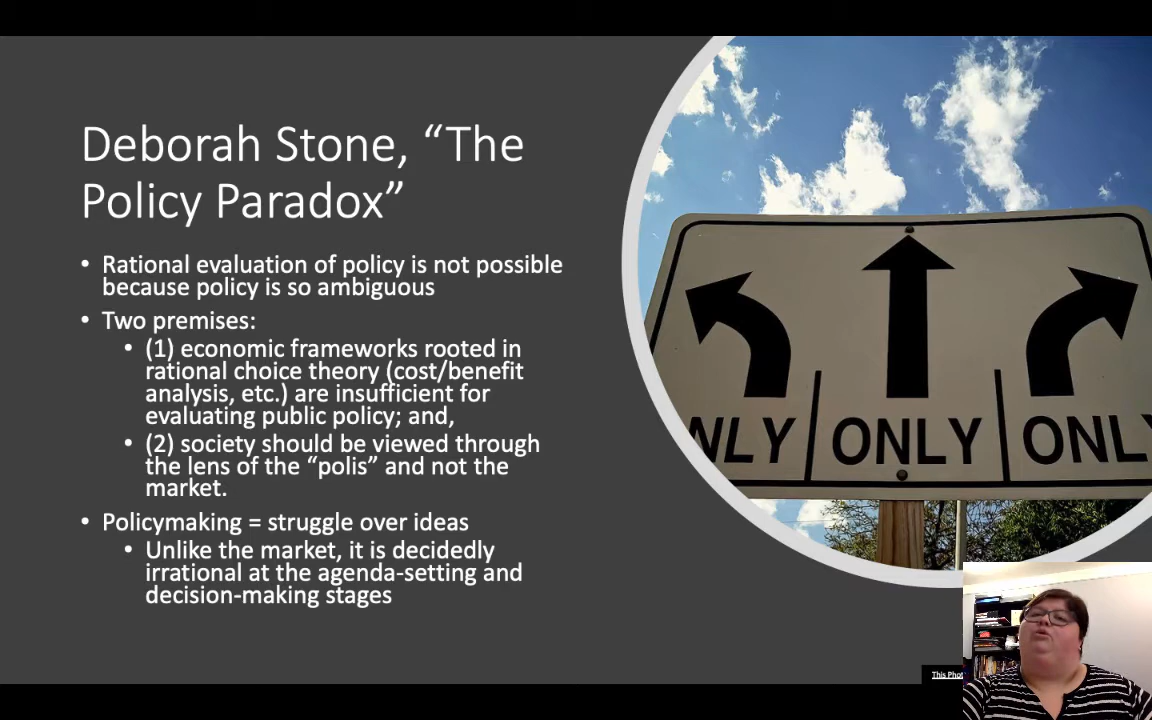 Deborah Stone, “The
Policy Paradox”
• Rational evaluation of policy is not possible
because policy is so ambiguous
• Two premises:
• (1) economic frameworks rooted in
rational choice theory (cost/benefit
analysis, etc.) are insufficient for
evaluating public policy; and,
• (2) society should be viewed through
the lens of the “polis” and not the
market.
• Policymaking = struggle over ideas
• Unlike the market, it is decidedly
irrational at the agenda-setting and
decision-making stages
NLY ONLY ONL
This Phot